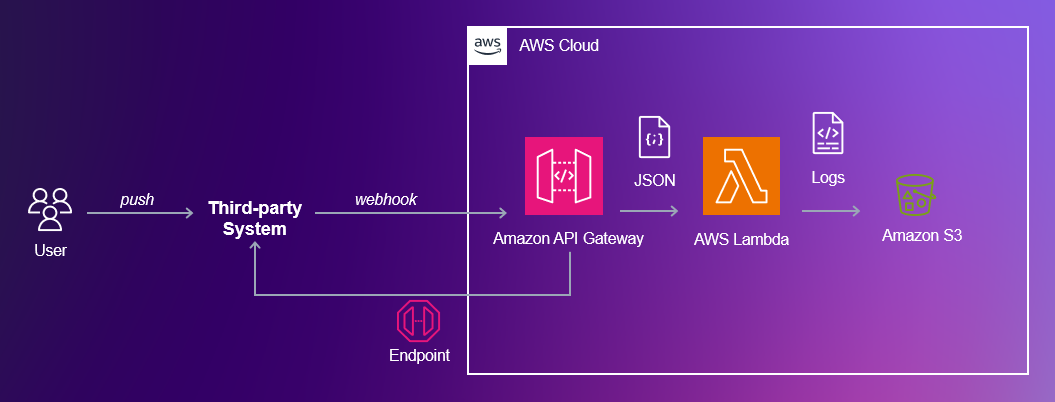 aws
AWS Cloud
{;}
JSON
</>
Logs
</>
push
webhook
User
Third-party
System
Amazon API Gateway
AWS Lambda
Amazon S3
Endpoint